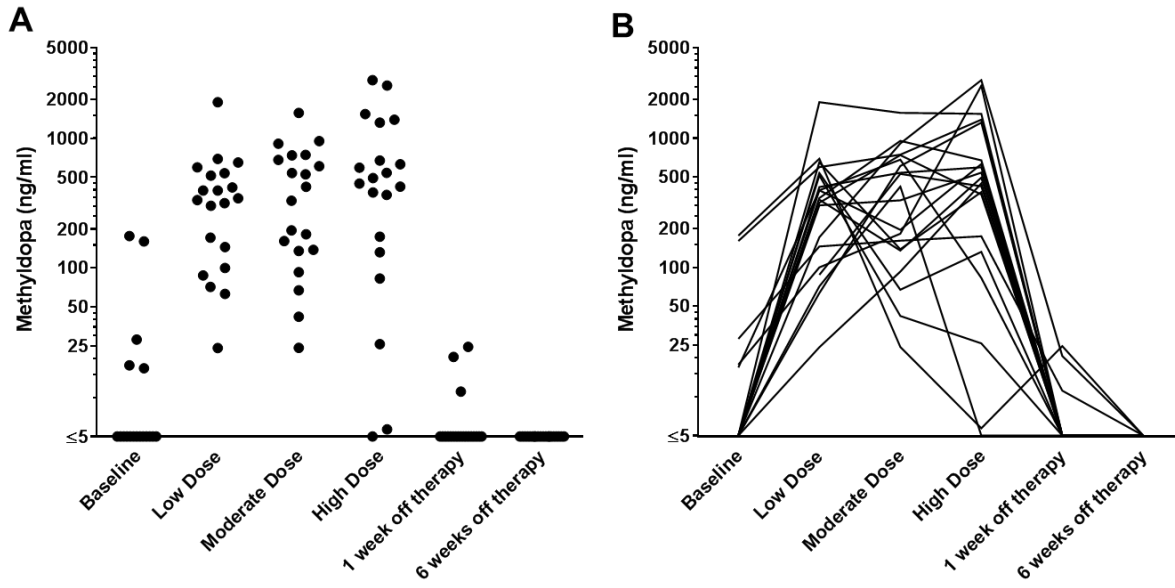 A
Methyldopa (ng/ml)
5000
2000
1000
500
200
100
50
25
≤5
Baseline
Low Dose
Moderate Dose
High Dose
1 week off therapy
6 weeks off therapy
B
Methyldopa (ng/ml)
5000
2000
1000
500
200
100
50
25
≤5
Baseline
Low Dose
Moderate Dose
High Dose
1 week off therapy
6 weeks off therapy